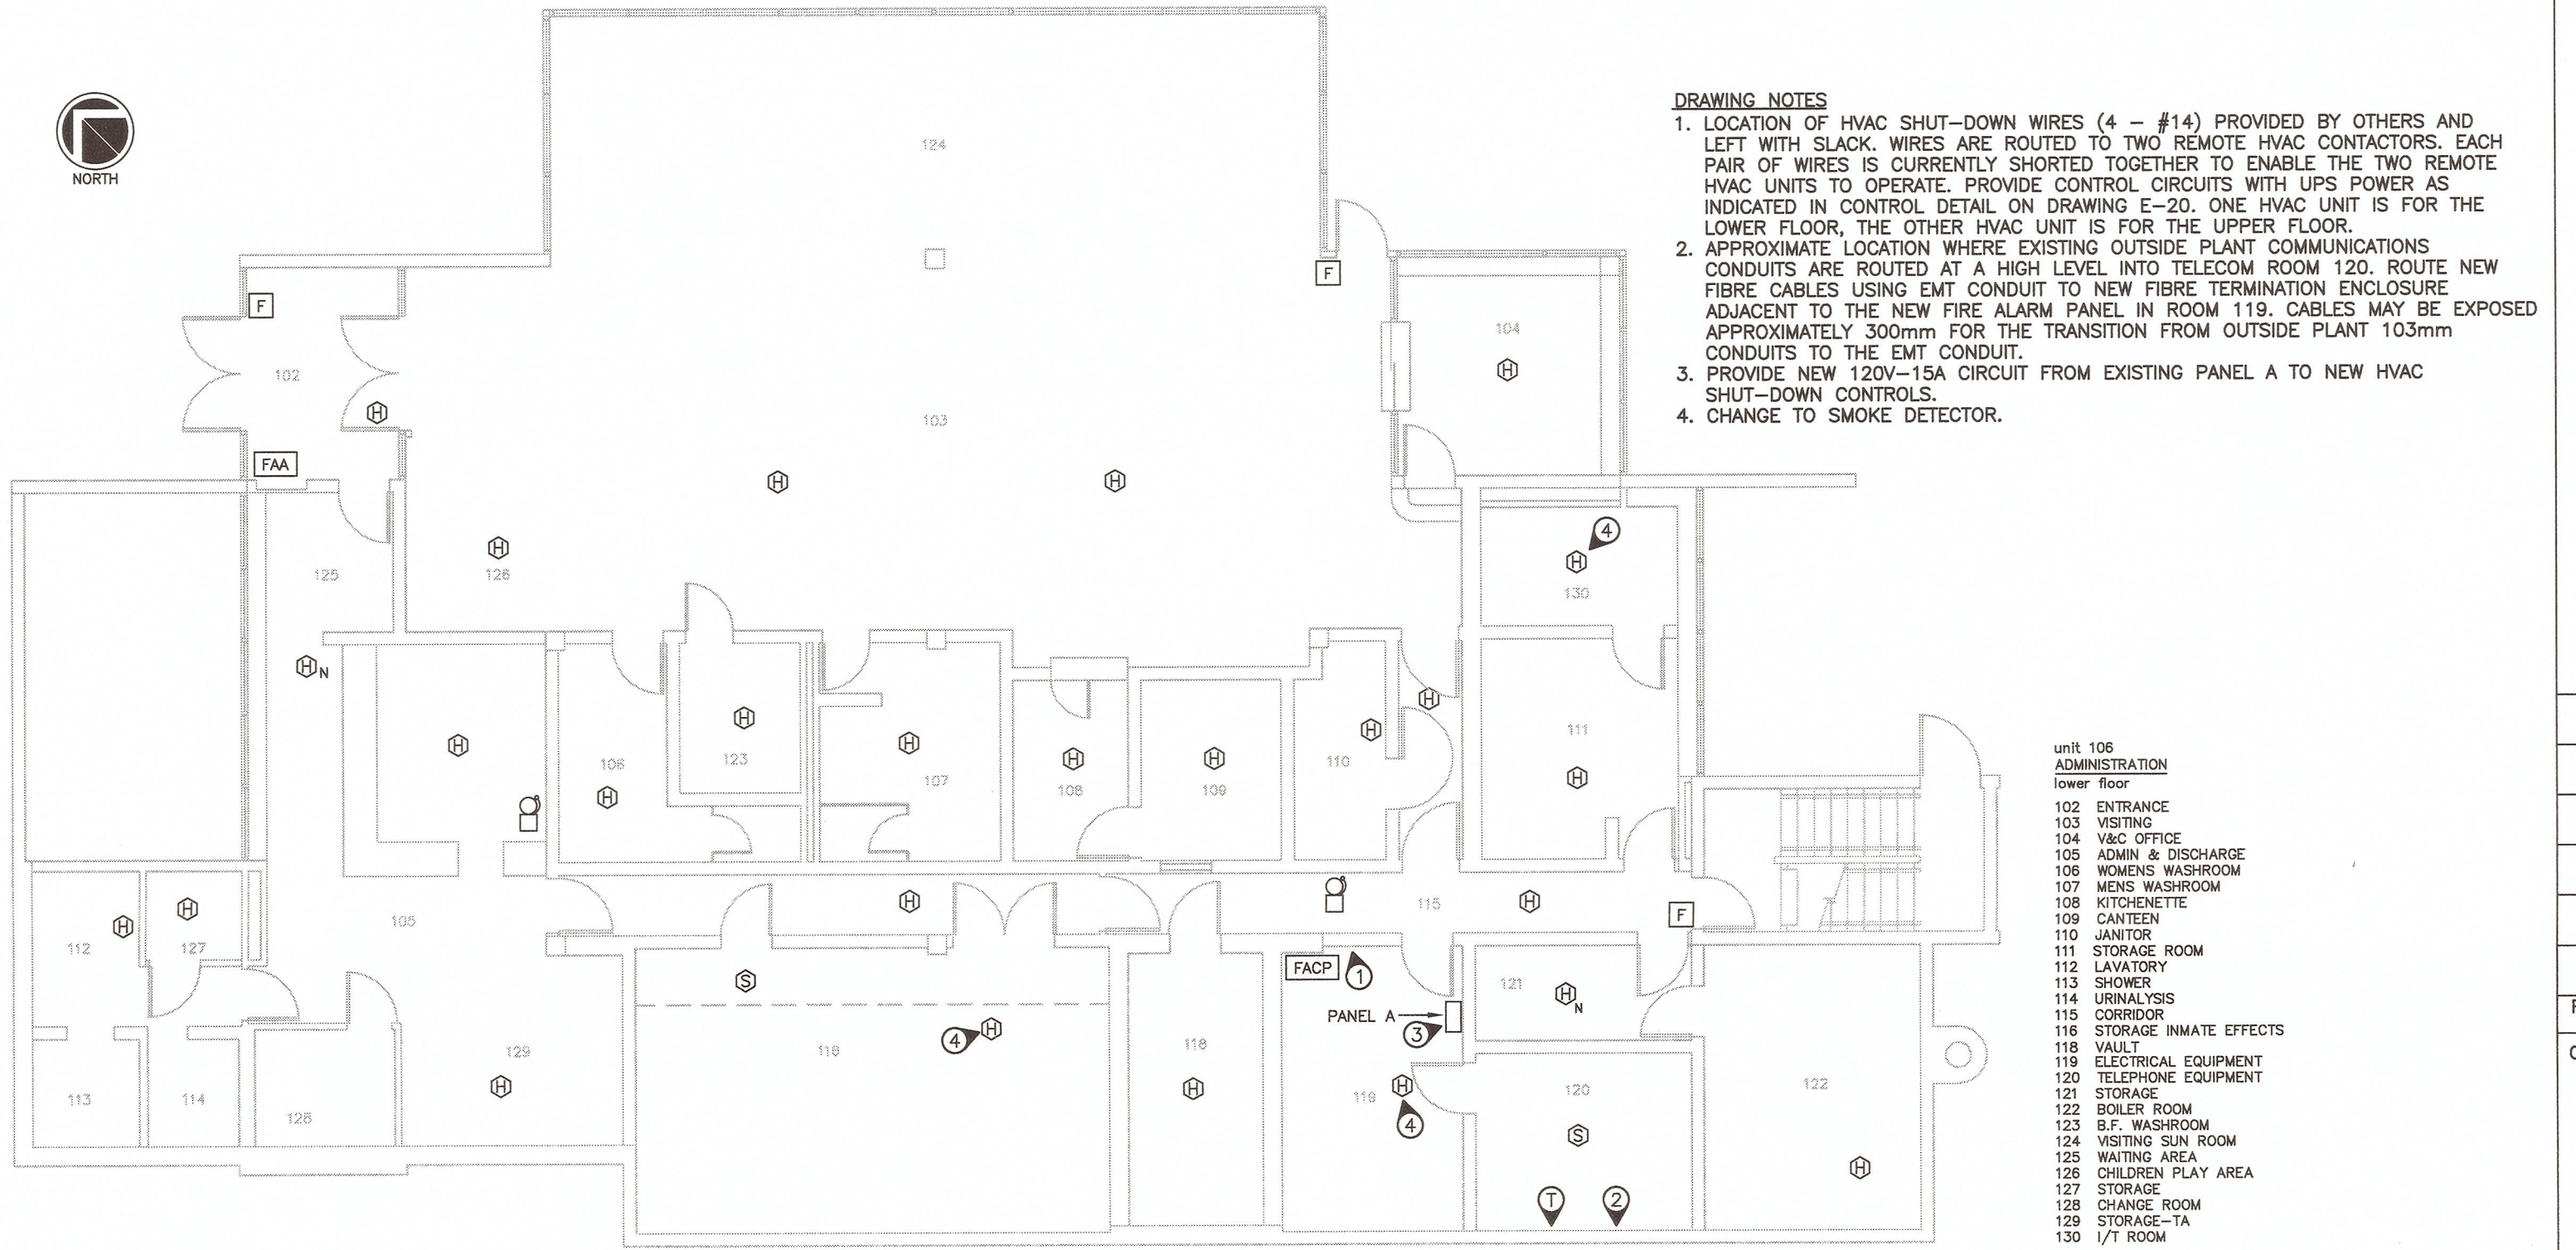 NORTH
DRAWING NOTES
1. LOCATION OF HVAC SHUT-DOWN WIRES (4 - #14) PROVIDED BY OTHERS AND
LEFT WITH SLACK. WIRES ARE ROUTED TO TWO REMOTE HVAC CONTACTORS. EACH
PAIR OF WIRES IS CURRENTLY SHORTED TOGETHER TO ENABLE THE TWO REMOTE
HVAC UNITS TO OPERATE. PROVIDE CONTROL CIRCUITS WITH UPS POWER AS
INDICATED IN CONTROL DETAIL ON DRAWING E-20. ONE HVAC UNIT IS FOR THE
LOWER FLOOR, THE OTHER HVAC UNIT IS FOR THE UPPER FLOOR.
2. APPROXIMATE LOCATION WHERE EXISTING OUTSIDE PLANT COMMUNICATIONS
CONDUITS ARE ROUTED AT A HIGH LEVEL INTO TELECOM ROOM 120. ROUTE NEW
FIBRE CABLES USING EMT CONDUIT TO NEW FIBRE TERMINATION ENCLOSURE
ADJACENT TO THE NEW FIRE ALARM PANEL IN ROOM 119. CABLES MAY BE EXPOSED
APPROXIMATELY 300mm FOR THE TRANSITION FROM OUTSIDE PLANT 103mm
CONDUITS TO THE EMT CONDUIT.
3. PROVIDE NEW 120V-15A CIRCUIT FROM EXISTING PANEL A TO NEW HVAC
SHUT-DOWN CONTROLS.
4. CHANGE TO SMOKE DETECTOR.
124
F
F
104
H
102
H
103
FAA
H
H
H
126
125
4
H
130
H N
H
H
106
H
H
123
H
107
H
108
H
109
H
110
H
111
H
105
H
112
H
127
H
115
H
F
S
FACP
1
121
H N
PANEL A
3
4
H
116
129
H
118
H
H
119
4
120
S
122
H
113
114
128
T
2
unit 106
ADMINISTRATION
lower floor
102 ENTRANCE
103 VISITING
104 V&C OFFICE
105 ADMIN & DISCHARGE
106 WOMENS WASHROOM
107 MENS WASHROOM
108 KITCHENETTE
109 CANTEEN
110 JANITOR
111 STORAGE ROOM
112 LAVATORY
113 SHOWER
114 URINALYSIS
115 CORRIDOR
116 STORAGE INMATE EFFECTS
118 VAULT
119 ELECTRICAL EQUIPMENT
120 TELEPHONE EQUIPMENT
121 STORAGE
122 BOILER ROOM
123 B.F. WASHROOM
124 VISITING SUN ROOM
125 WAITING AREA
126 CHILDREN PLAY AREA
127 STORAGE
128 CHANGE ROOM
129 STORAGE-TA
130 I/T ROOM